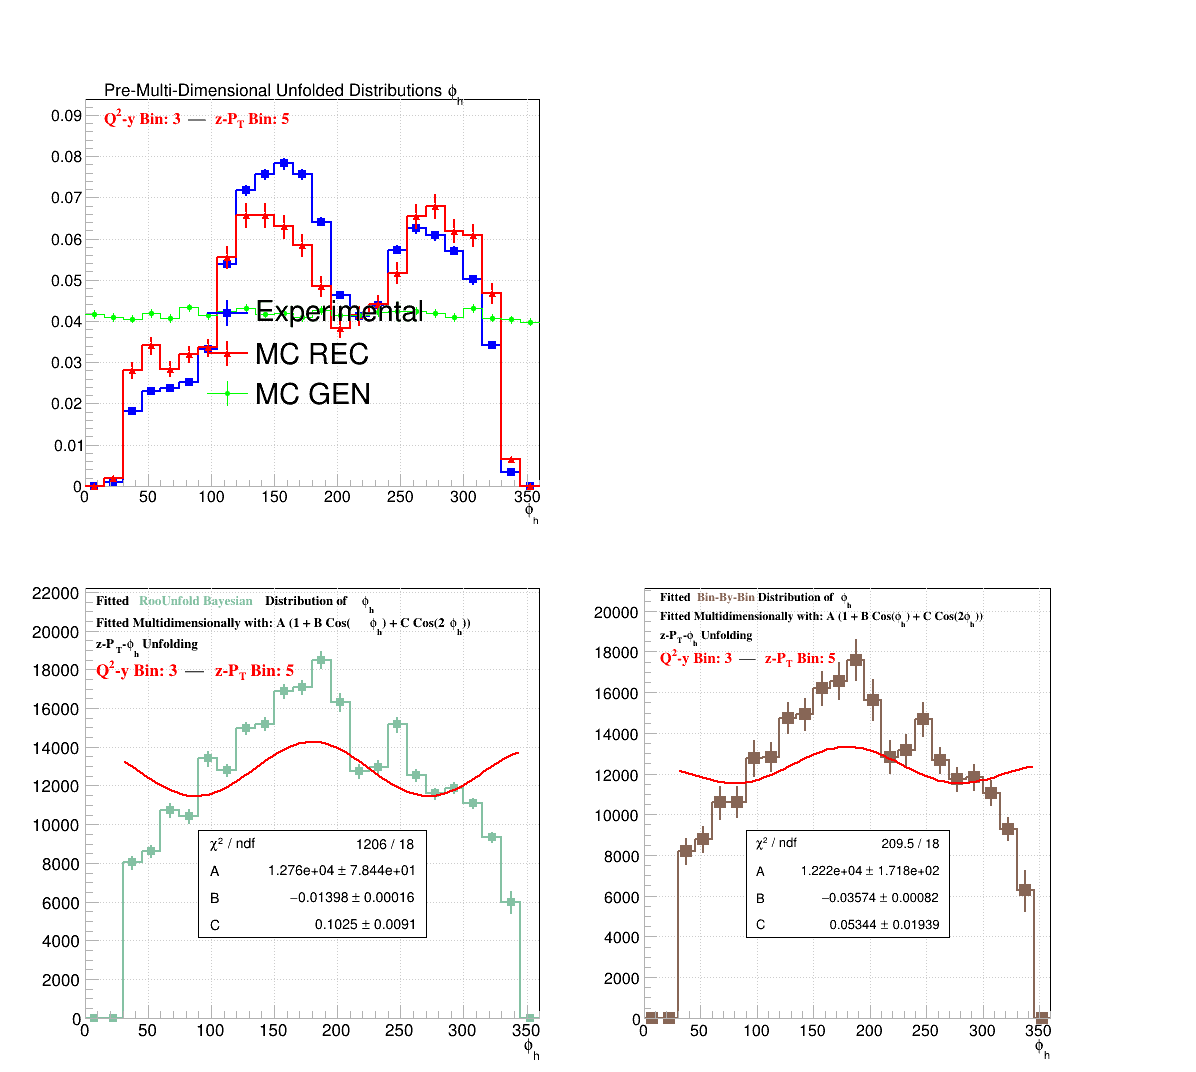 Pre-Multi-Dimensional Unfolded Distributions ϕh
Q²-y Bin: 3 — z-PT Bin: 5
0.09
0.08
0.07
0.06
0.05
0.04
0.03
0.02
0.01
0
Experimental
MC REC
MC GEN
0 50 100 150 200 250 300 350
ϕh
22000
20000
18000
16000
14000
12000
10000
8000
6000
4000
2000
0
Fitted RooUnfold Bayesian Distribution of ϕh
Fitted Multidimensionally with: A (1 + B Cos( ϕh) + C Cos(2 ϕh))
z-PT-ϕh Unfolding
Q²-y Bin: 3 — z-PT Bin: 5
χ² / ndf 1206 / 18
A 1.276e+04 ± 7.844e+01
B −0.01398 ± 0.00016
C 0.1025 ± 0.0091
0 50 100 150 200 250 300 350
ϕh
20000
18000
16000
14000
12000
10000
8000
6000
4000
2000
0
Fitted Bin-By-Bin Distribution of ϕh
Fitted Multidimensionally with: A (1 + B Cos(ϕh) + C Cos(2ϕh))
z-PT-ϕh Unfolding
Q²-y Bin: 3 — z-PT Bin: 5
χ² / ndf 209.5 / 18
A 1.222e+04 ± 1.718e+02
B −0.03574 ± 0.00082
C 0.05344 ± 0.01939
0 50 100 150 200 250 300 350
ϕh